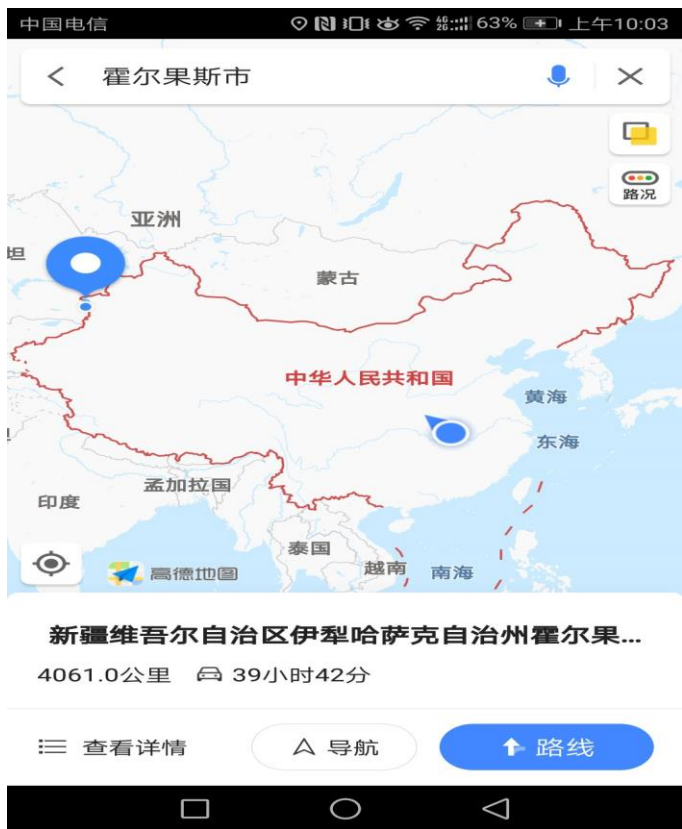 中国电信 63% 上午10:03
霍尔果斯市
路况
亚洲
坦
蒙古
中华人民共和国
黄海
东海
孟加拉国
印度
泰国
越南
南海
高德地图
新疆维吾尔自治区伊犁哈萨克自治州霍尔果...
4061.0公里 39小时42分
查看详情 导航 路线